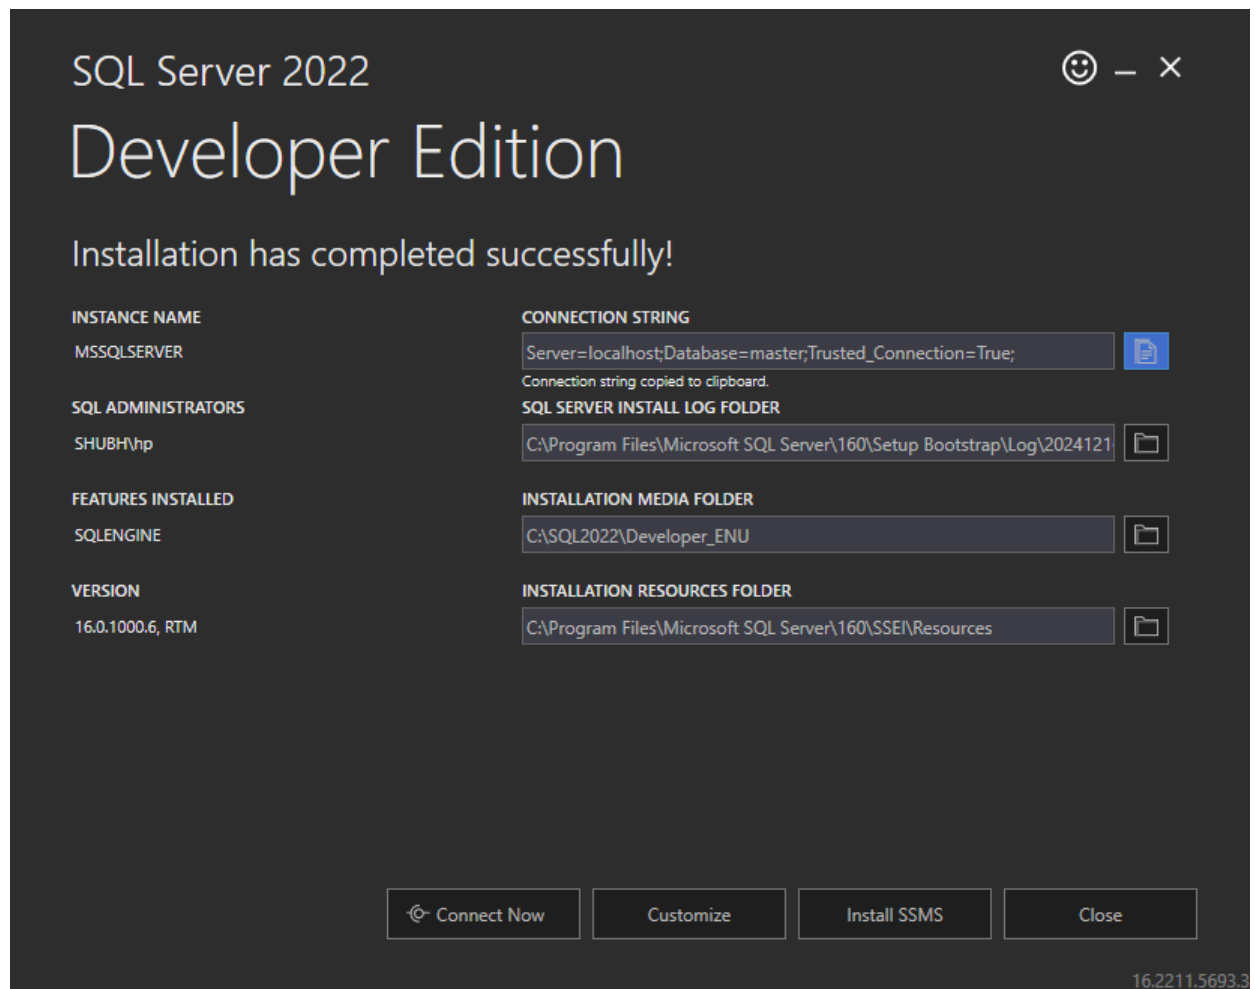 SQL Server 2022
Developer Edition
Installation has completed successfully!
INSTANCE NAME
MSSQLSERVER
CONNECTION STRING
Server=localhost;Database=master;Trusted_Connection=True;
Connection string copied to clipboard.
SQL ADMINISTRATORS
SHUBH\hp
SQL SERVER INSTALL LOG FOLDER
C:\Program Files\Microsoft SQL Server\160\Setup Bootstrap\Log\20241214
FEATURES INSTALLED
SQLENGINE
INSTALLATION MEDIA FOLDER
C:\SQL2022\Developer_ENU
VERSION
16.0.1000.6, RTM
INSTALLATION RESOURCES FOLDER
C:\Program Files\Microsoft SQL Server\160\SSEI\Resources
Connect Now
Customize
Install SSMS
Close
16.2211.5693.3